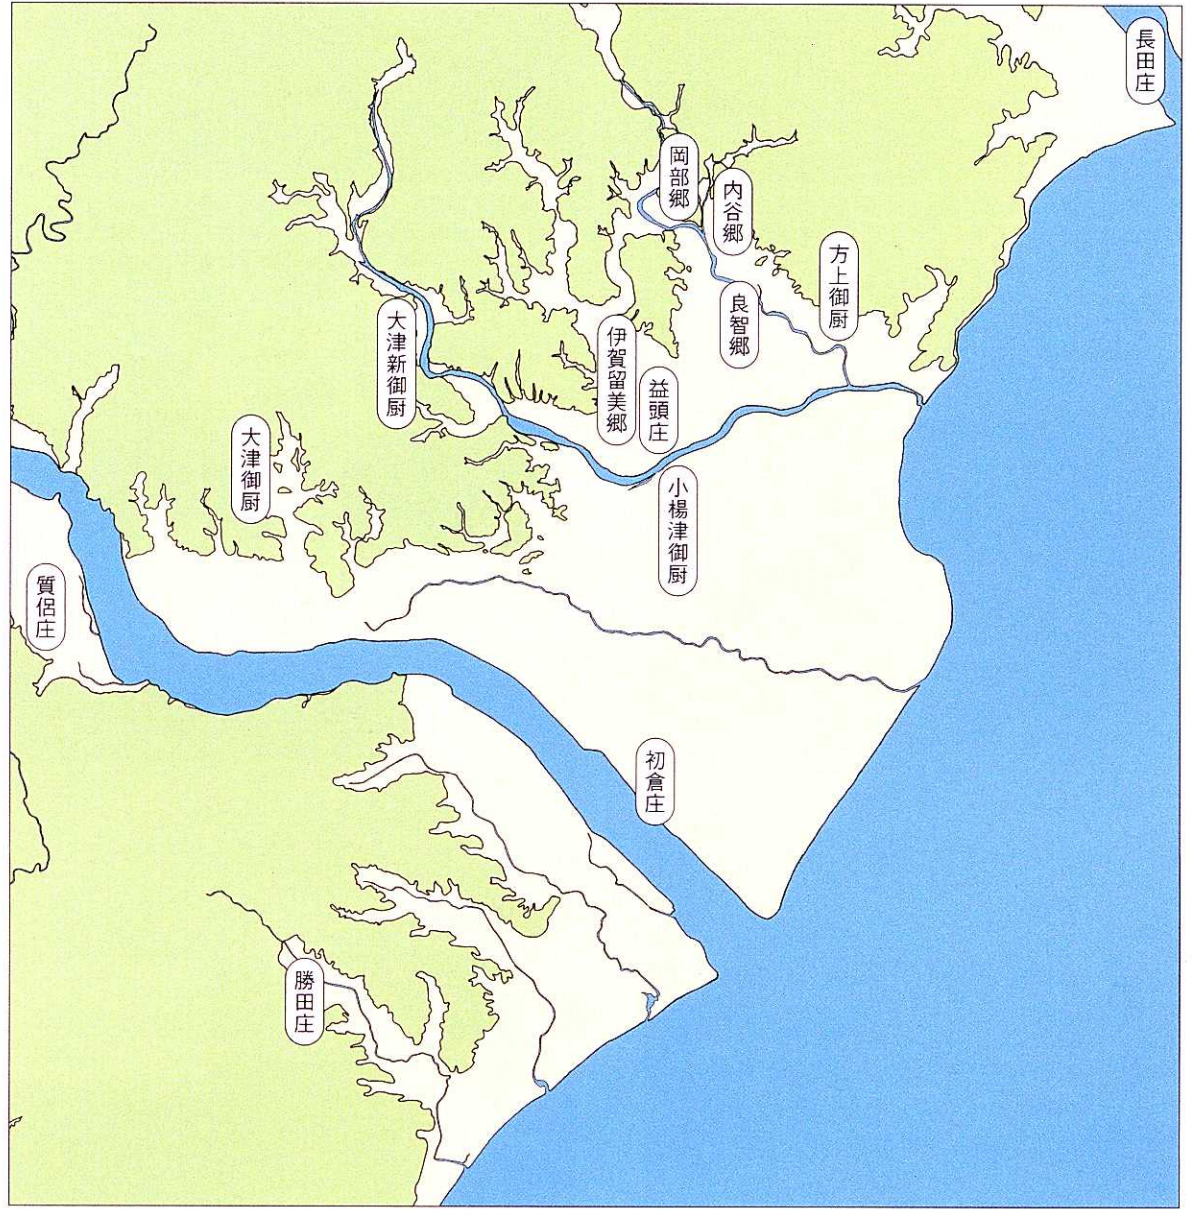 長田庄
岡部郷
内谷郷
方上御厨
良智郷
大津新御厨
伊賀留美郷
益頭庄
大津御厨
小楊津御厨
質侶庄
初倉庄
勝田庄